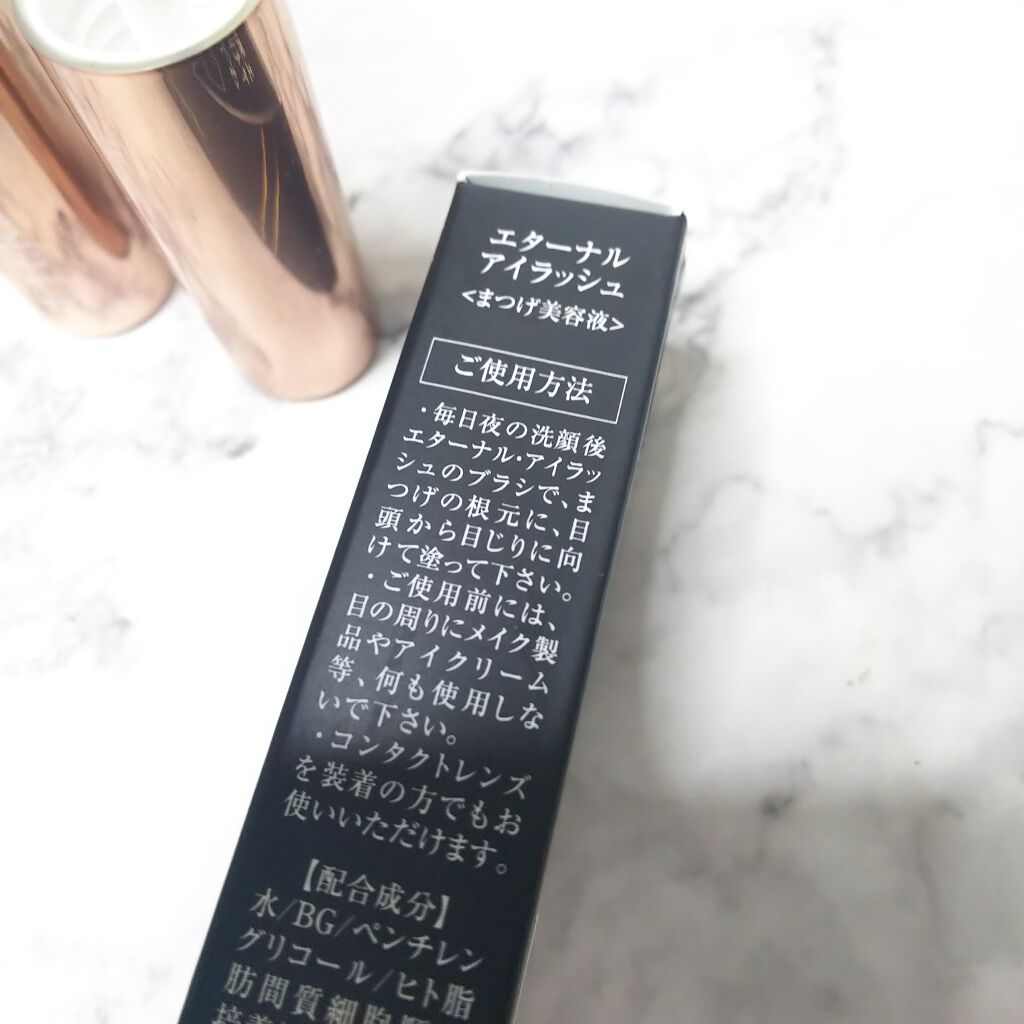 エターナル
アイラッシュ
<まつげ美容液>
ご使用方法
・毎日夜の洗顔後
エターナル・アイラッ
シュのブラシで、ま
つげの根元に、目
頭から目じりに向
けて塗って下さい。
・ご使用前には、
目の周りにメイク製
品やアイクリーム
等、何も使用しな
いで下さい。
・コンタクトレンズ
を装着の方でもお
使いいただけます。
【配合成分】
水/BG/ペンチレン
グリコール/ヒト脂
肪間質細胞順
培養